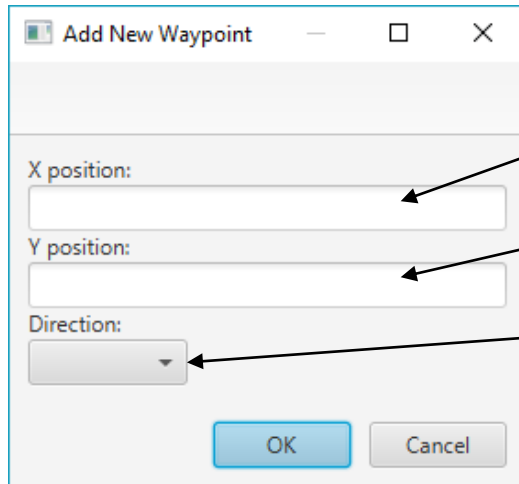 Add New Waypoint
X position:
Y position:
Direction:
OK Cancel